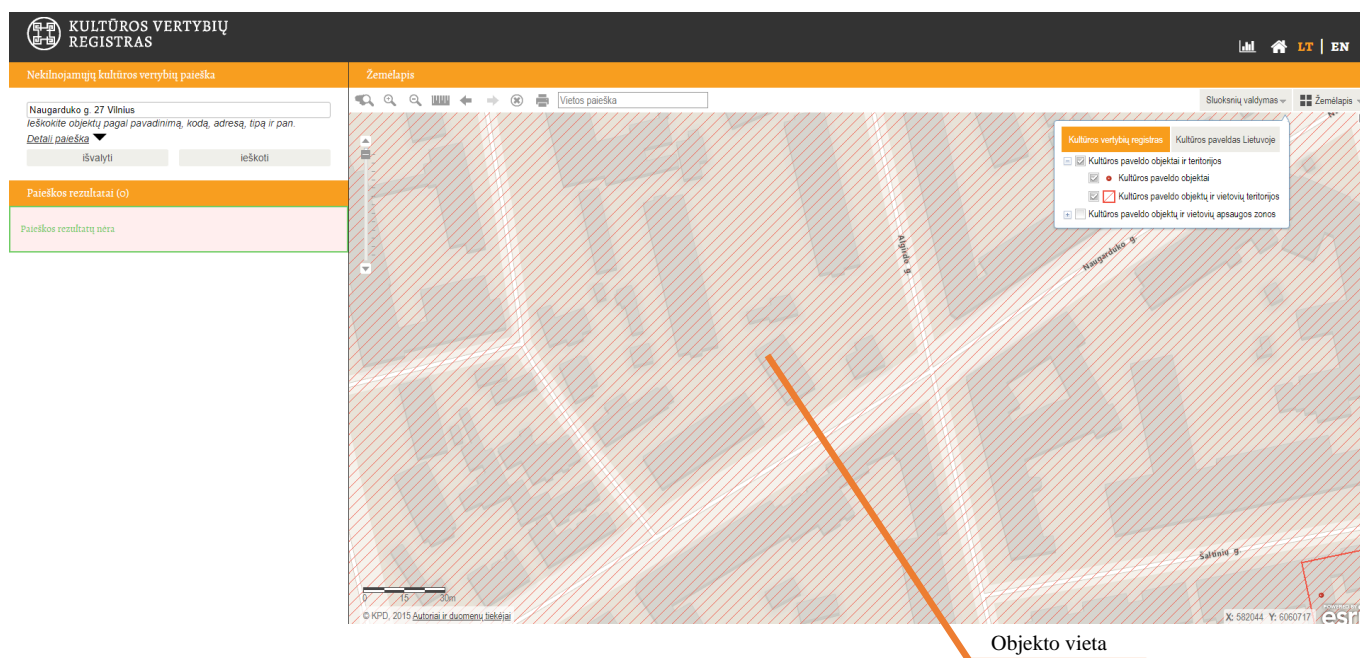 KULTŪROS VERTYBIŲ
REGISTRAS
LT | EN
Nekilnojamųjų kultūros vertybių paieška
Žemėlapis
Naugarduko g. 27 Vilnius
Ieškokite objektų pagal pavadinimą, kodą, adresą, tipą ir pan.
Detali paieška
išvalyti
ieškoti
Paieškos rezultatai (0)
Paieškos rezultatų nėra
Vietos paieška
Sluoksnių valdymas
Žemėlapis
Kultūros vertybių registras
Kultūros paveldas Lietuvoje
Kultūros paveldo objektai ir teritorijos
Kultūros paveldo objektai
Kultūros paveldo objektų ir vietovių teritorijos
Kultūros paveldo objektų ir vietovių apsaugos zonos
Algirdo g.
Naugarduko g.
Šaltinių g.
0 15 30m
© KPD, 2015 Autoriai ir duomenų tiekėjai
X: 582044 Y: 6060717
POWERED BY
esri
Objekto vieta